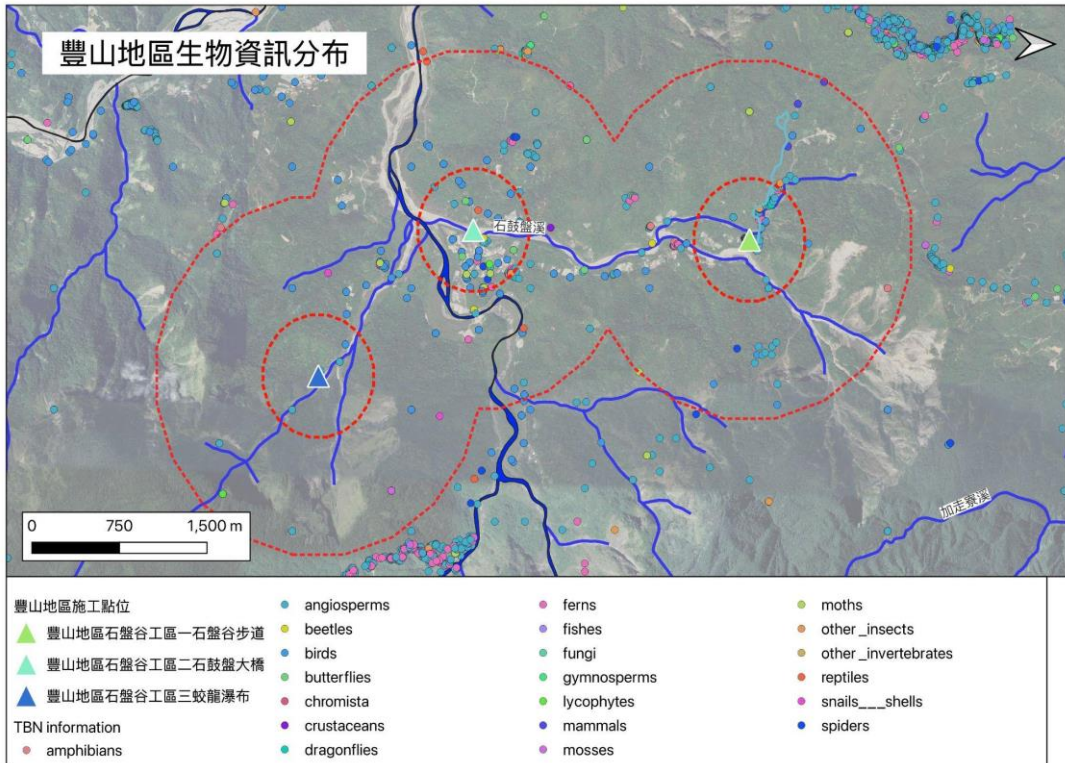 豐山地區生物資訊分布
石鼓盤溪
加走寮溪
0 750 1,500 m
豐山地區施工點位
豐山地區石盤谷工區一石盤谷步道
豐山地區石盤谷工區二石鼓盤大橋
豐山地區石盤谷工區三蛟龍瀑布
TBN information
amphibians
angiosperms
beetles
birds
butterflies
chromista
crustaceans
dragonflies
ferns
fishes
fungi
gymnosperms
lycophytes
mammals
mosses
moths
other_insects
other_invertebrates
reptiles
snails___shells
spiders